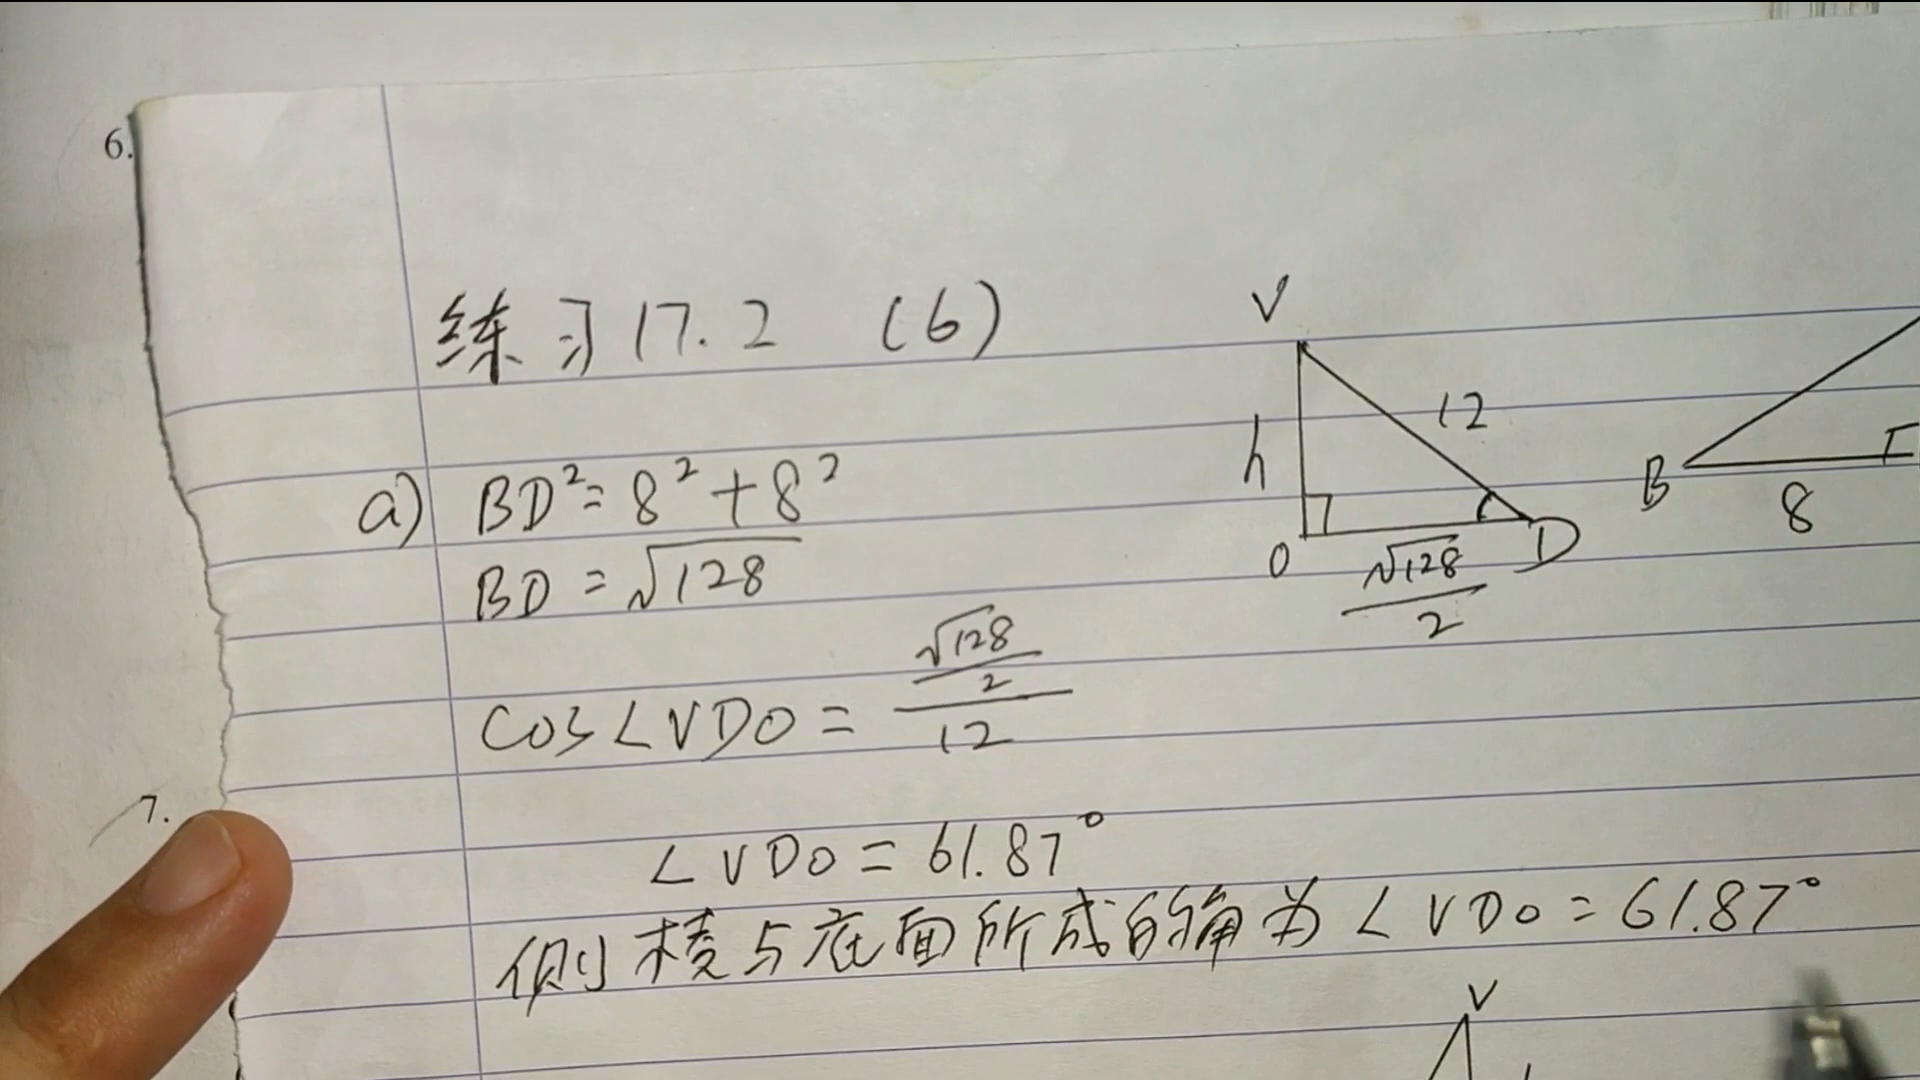 6.
练习17.2 (6)
a) BD²=8²+8²
BD=√128
cos∠VDO=(√128/2)/12
∠VDO=61.87°
侧棱与底面所成的角为∠VDO=61.87°
7.
V
12
h
O
√128/2
D
B
8
V